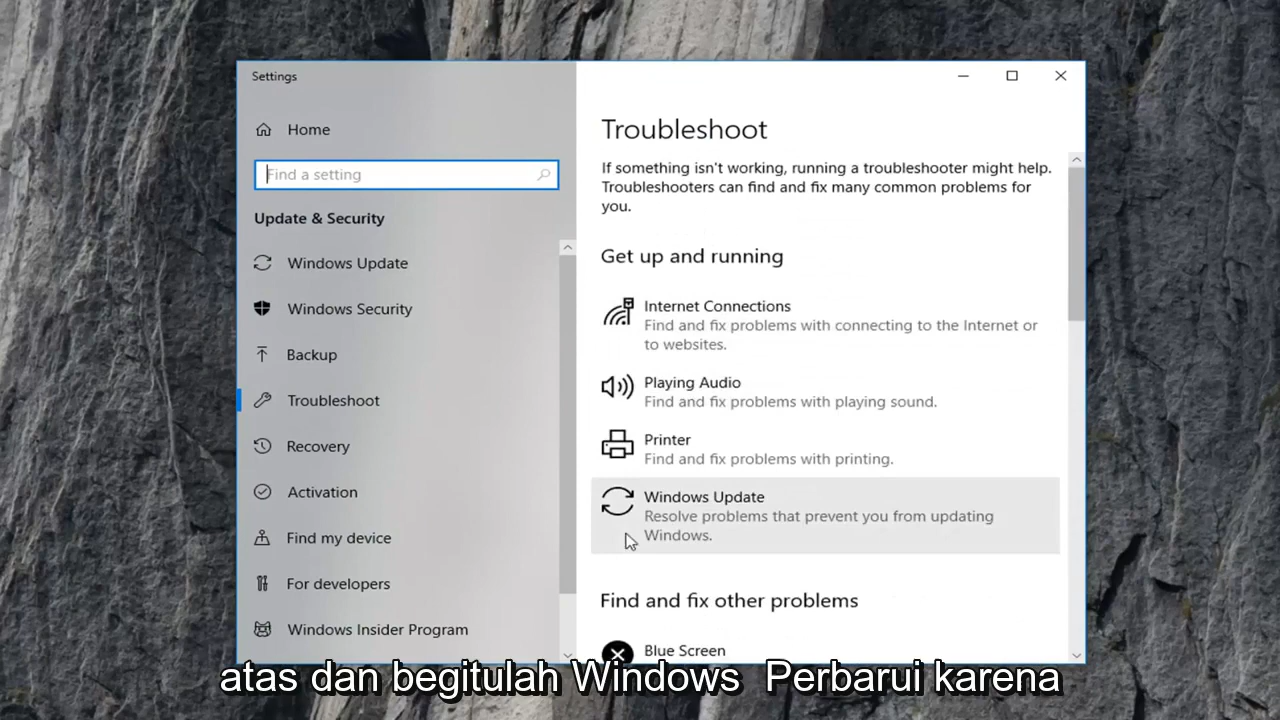 Settings
Home
Find a setting
Update & Security
Windows Update
Windows Security
Backup
Troubleshoot
Recovery
Activation
Find my device
For developers
Windows Insider Program
Troubleshoot
If something isn't working, running a troubleshooter might help.
Troubleshooters can find and fix many common problems for
you.
Get up and running
Internet Connections
Find and fix problems with connecting to the Internet or
to websites.
Playing Audio
Find and fix problems with playing sound.
Printer
Find and fix problems with printing.
Windows Update
Resolve problems that prevent you from updating
Windows.
Find and fix other problems
Blue Screen
atas dan begitulah Windows  Perbarui karena